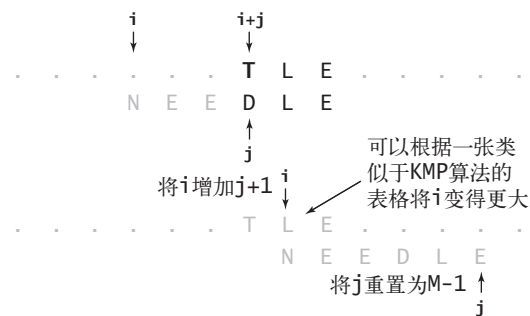 i i+j
. . . . . . T L E . . . . .
N E E D L E
j
可以根据一张类
似于KMP算法的
表格将i变得更大
将i增加j+1 i
. . . . . . T L E . . . . .
N E E D L E
将j重置为M-1
j